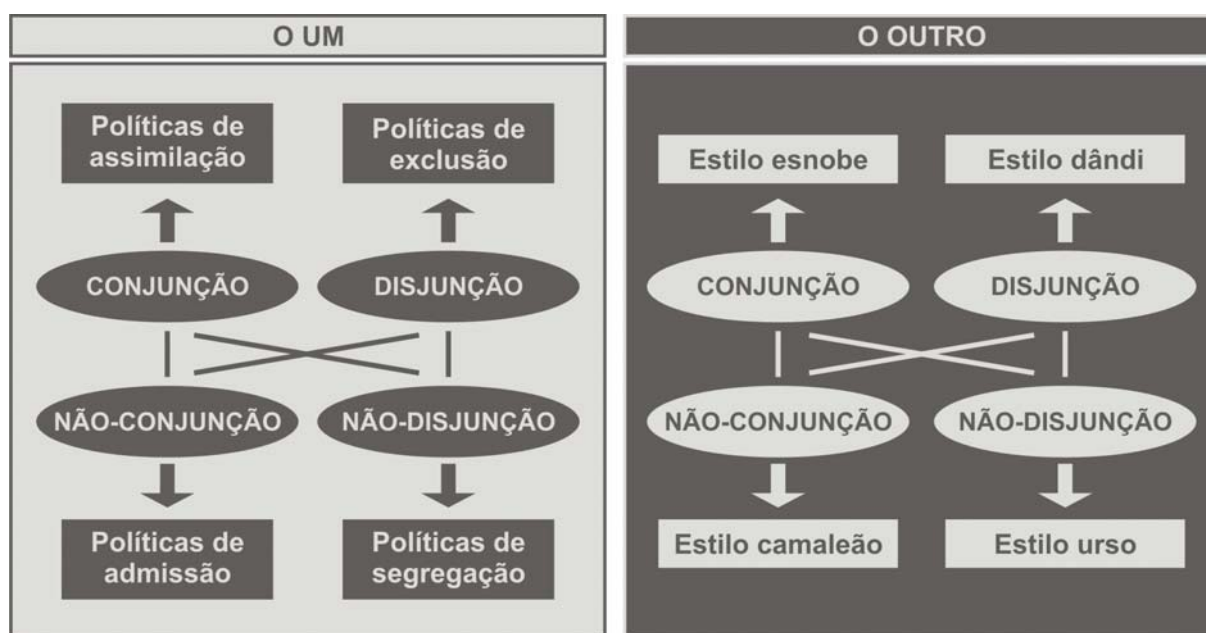 O UM
Políticas de
assimilação
Políticas de
exclusão
CONJUNÇÃO
DISJUNÇÃO
NÃO-CONJUNÇÃO
NÃO-DISJUNÇÃO
Políticas de
admissão
Políticas de
segregação
O OUTRO
Estilo esnobe
Estilo dândi
CONJUNÇÃO
DISJUNÇÃO
NÃO-CONJUNÇÃO
NÃO-DISJUNÇÃO
Estilo camaleão
Estilo urso